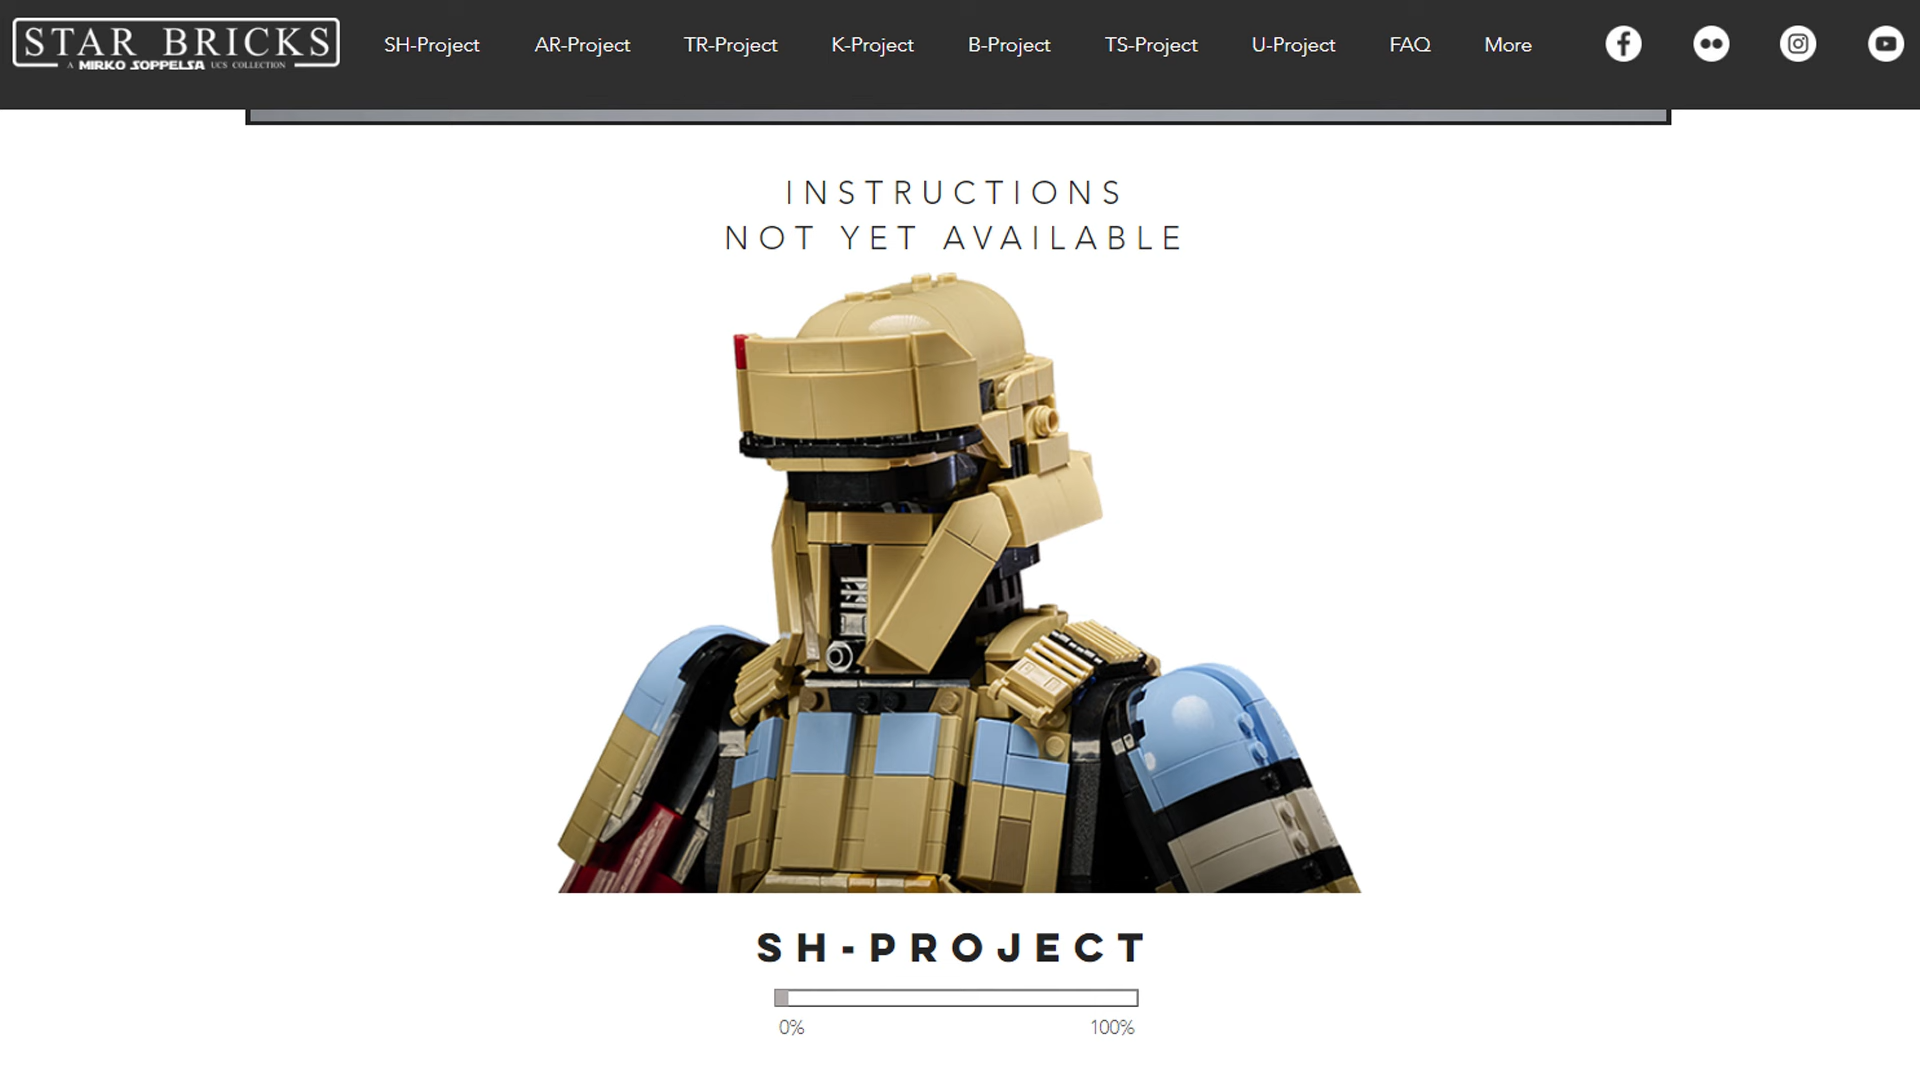 STAR BRICKS
A MIRKO SOPPELSA UCS COLLECTION
SH-Project
AR-Project
TR-Project
K-Project
B-Project
TS-Project
U-Project
FAQ
More
INSTRUCTIONS
NOT YET AVAILABLE
SH-PROJECT
0%
100%